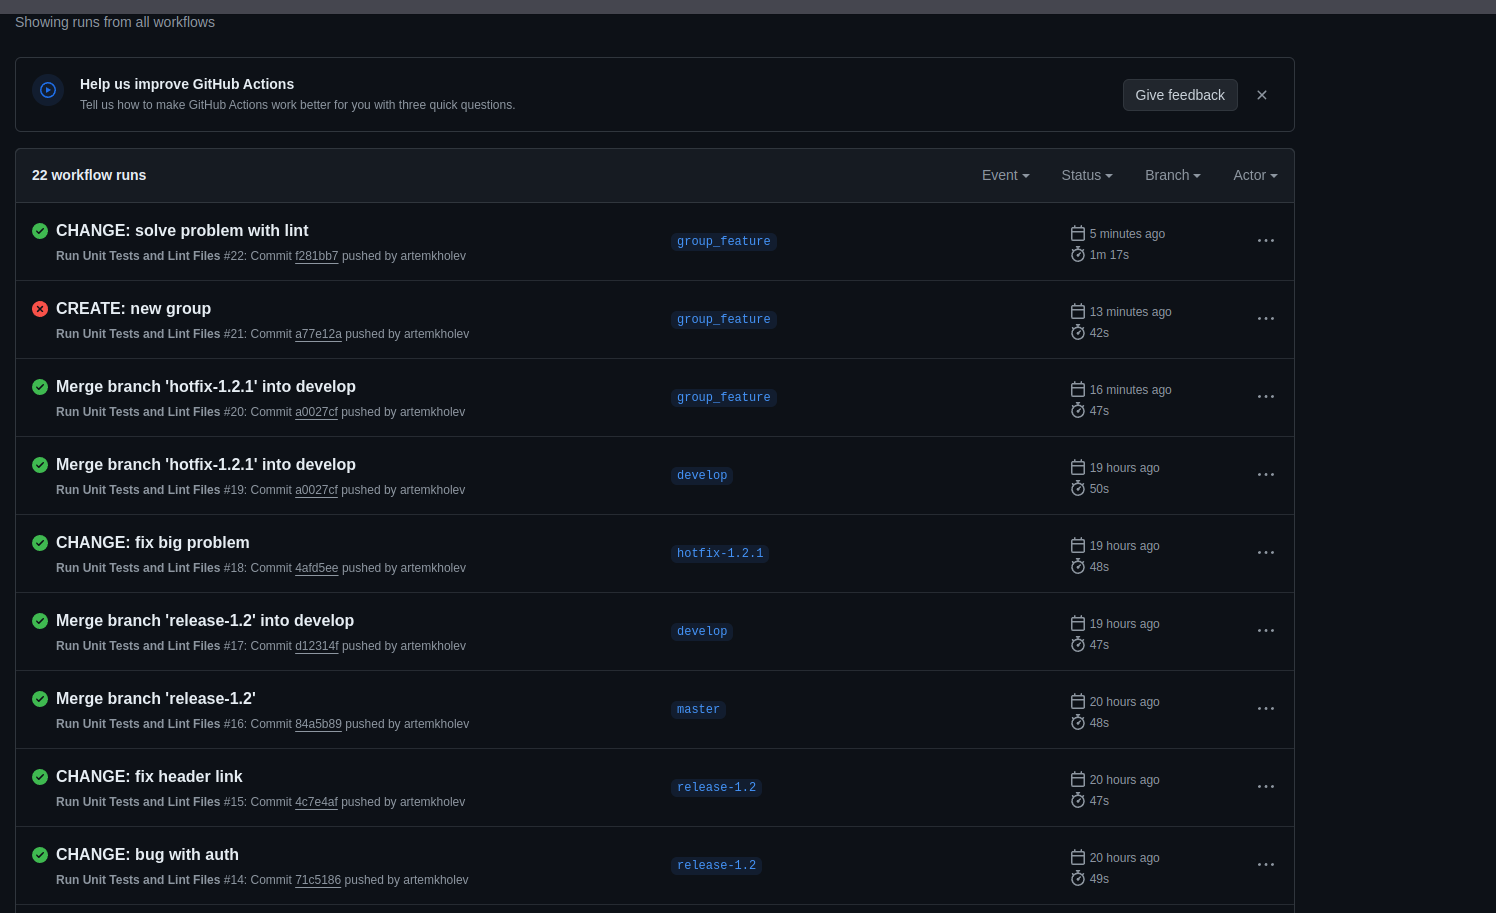 Showing runs from all workflows
Help us improve GitHub Actions
Tell us how to make GitHub Actions work better for you with three quick questions.
Give feedback
22 workflow runs
Event Status Branch Actor
CHANGE: solve problem with lint
Run Unit Tests and Lint Files #22: Commit f281bb7 pushed by artemkholev
group_feature
5 minutes ago
1m 17s
CREATE: new group
Run Unit Tests and Lint Files #21: Commit a77e12a pushed by artemkholev
group_feature
13 minutes ago
42s
Merge branch 'hotfix-1.2.1' into develop
Run Unit Tests and Lint Files #20: Commit a0027cf pushed by artemkholev
group_feature
16 minutes ago
47s
Merge branch 'hotfix-1.2.1' into develop
Run Unit Tests and Lint Files #19: Commit a0027cf pushed by artemkholev
develop
19 hours ago
50s
CHANGE: fix big problem
Run Unit Tests and Lint Files #18: Commit 4afd5ee pushed by artemkholev
hotfix-1.2.1
19 hours ago
48s
Merge branch 'release-1.2' into develop
Run Unit Tests and Lint Files #17: Commit d12314f pushed by artemkholev
develop
19 hours ago
47s
Merge branch 'release-1.2'
Run Unit Tests and Lint Files #16: Commit 84a5b89 pushed by artemkholev
master
20 hours ago
48s
CHANGE: fix header link
Run Unit Tests and Lint Files #15: Commit 4c7e4af pushed by artemkholev
release-1.2
20 hours ago
47s
CHANGE: bug with auth
Run Unit Tests and Lint Files #14: Commit 71c5186 pushed by artemkholev
release-1.2
20 hours ago
49s